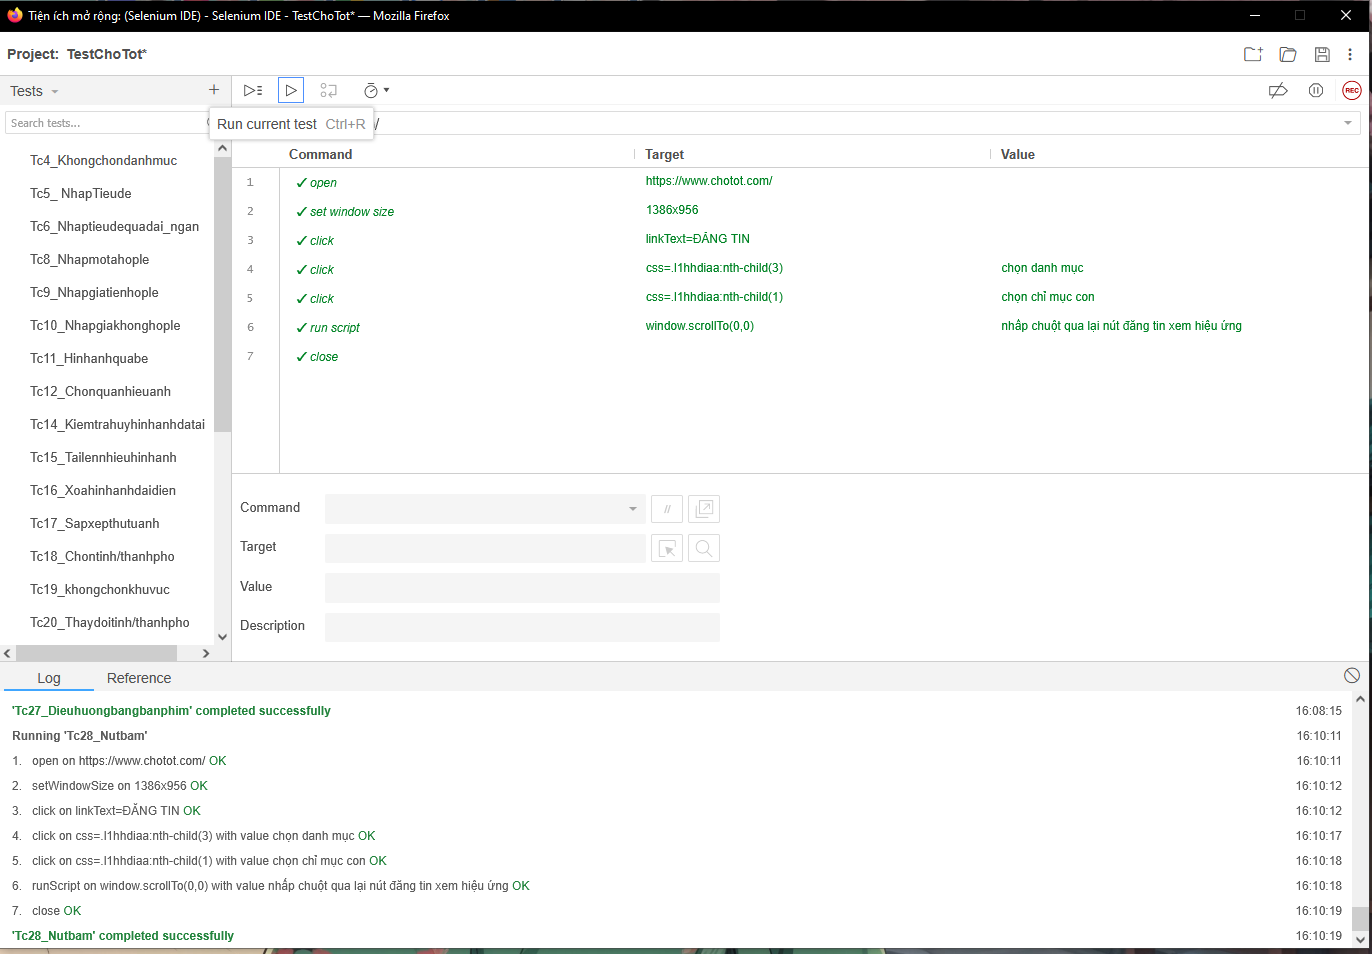 Tiện ích mở rộng: (Selenium IDE) - Selenium IDE - TestChoTot* — Mozilla Firefox
Project: TestChoTot*
Tests
REC
Search tests...
Run current test Ctrl+R
/
Command Target Value
Tc4_Khongchondanhmuc
Tc5_ NhapTieude
Tc6_Nhaptieudequadai_ngan
Tc8_Nhapmotahople
Tc9_Nhapgiatienhople
Tc10_Nhapgiakhonghople
Tc11_Hinhanhquabe
Tc12_Chonquanhieuanh
Tc14_Kiemtrahuyhinhanhdatai
Tc15_Tailennhieuhinhanh
Tc16_Xoahinhanhdaidien
Tc17_Sapxepthutuanh
Tc18_Chontinh/thanhpho
Tc19_khongchonkhuvuc
Tc20_Thaydoitinh/thanhpho
1 ✓ open https://www.chotot.com/
2 ✓ set window size 1386x956
3 ✓ click linkText=ĐĂNG TIN
4 ✓ click css=.l1hhdiaa:nth-child(3) chọn danh mục
5 ✓ click css=.l1hhdiaa:nth-child(1) chọn chỉ mục con
6 ✓ run script window.scrollTo(0,0) nhấp chuột qua lại nút đăng tin xem hiệu ứng
7 ✓ close
Command //
Target
Value
Description
Log Reference
'Tc27_Dieuhuongbangbanphim' completed successfully 16:08:15
Running 'Tc28_Nutbam' 16:10:11
1. open on https://www.chotot.com/ OK 16:10:11
2. setWindowSize on 1386x956 OK 16:10:12
3. click on linkText=ĐĂNG TIN OK 16:10:12
4. click on css=.l1hhdiaa:nth-child(3) with value chọn danh mục OK 16:10:17
5. click on css=.l1hhdiaa:nth-child(1) with value chọn chỉ mục con OK 16:10:18
6. runScript on window.scrollTo(0,0) with value nhấp chuột qua lại nút đăng tin xem hiệu ứng OK 16:10:18
7. close OK 16:10:19
'Tc28_Nutbam' completed successfully 16:10:19